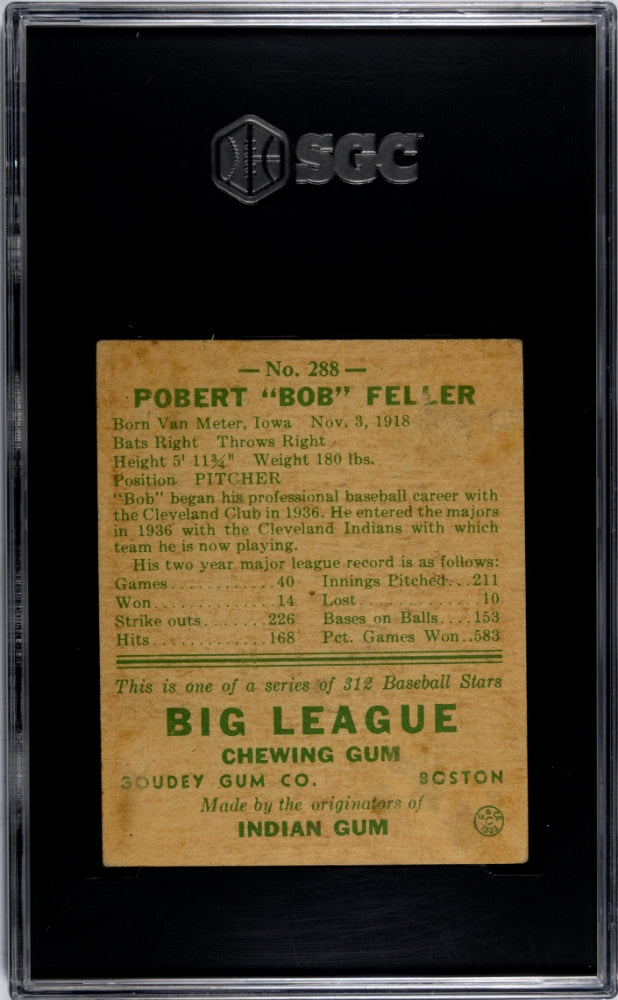 SGC
— No. 288 —
POBERT "BOB" FELLER
Born Van Meter, Iowa Nov. 3, 1918
Bats Right Throws Right
Height 5' 11¾" Weight 180 lbs.
Position PITCHER
"Bob" began his professional baseball career with
the Cleveland Club in 1936. He entered the majors
in 1936 with the Cleveland Indians with which
team he is now playing.
His two year major league record is as follows:
Games............40 Innings Pitched...211
Won............14 Lost...............10
Strike outs........226 Bases on Balls....153
Hits............168 Pct. Games Won..583
This is one of a series of 312 Baseball Stars
BIG LEAGUE
CHEWING GUM
GOUDEY GUM CO. BOSTON
Made by the originators of
INDIAN GUM